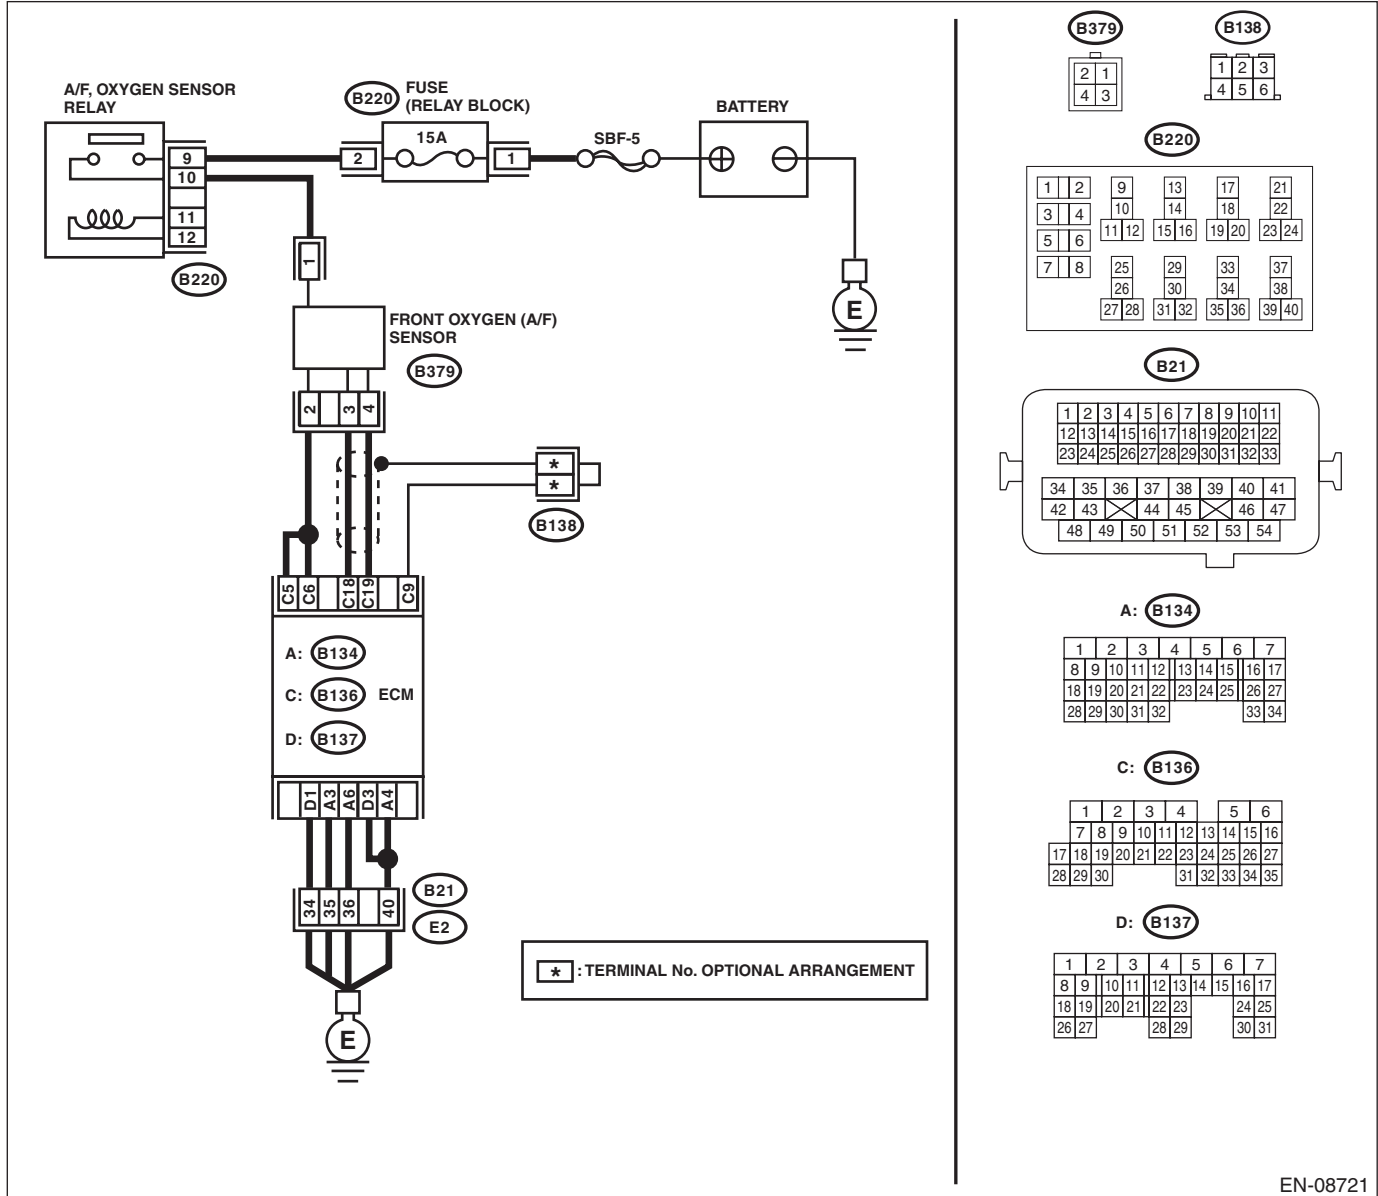 A/F, OXYGEN SENSOR
RELAY
9
10
11
12
B220
B220
FUSE
(RELAY BLOCK)
2
15A
1
SBF-5
BATTERY
E
1
FRONT OXYGEN (A/F)
SENSOR
B379
2 3 4
*
*
B138
C5 C6 C18 C19 C9
A: B134
C: B136 ECM
D: B137
D1 A3 A6 D3 A4
34 35 36 40
B21
E2
E
* : TERMINAL No. OPTIONAL ARRANGEMENT
B379
2 1
4 3
B138
1 2 3
4 5 6
B220
1 2 9 13 17 21
3 4 10 14 18 22
11 12 15 16 19 20 23 24
5 6
7 8 25 29 33 37
26 30 34 38
27 28 31 32 35 36 39 40
B21
1 2 3 4 5 6 7 8 9 10 11
12 13 14 15 16 17 18 19 20 21 22
23 24 25 26 27 28 29 30 31 32 33
34 35 36 37 38 39 40 41
42 43 44 45 46 47
48 49 50 51 52 53 54
A: B134
1 2 3 4 5 6 7
8 9 10 11 12 13 14 15 16 17
18 19 20 21 22 23 24 25 26 27
28 29 30 31 32 33 34
C: B136
1 2 3 4 5 6
7 8 9 10 11 12 13 14 15 16
17 18 19 20 21 22 23 24 25 26 27
28 29 30 31 32 33 34 35
D: B137
1 2 3 4 5 6 7
8 9 10 11 12 13 14 15 16 17
18 19 20 21 22 23 24 25
26 27 28 29 30 31
EN-08721